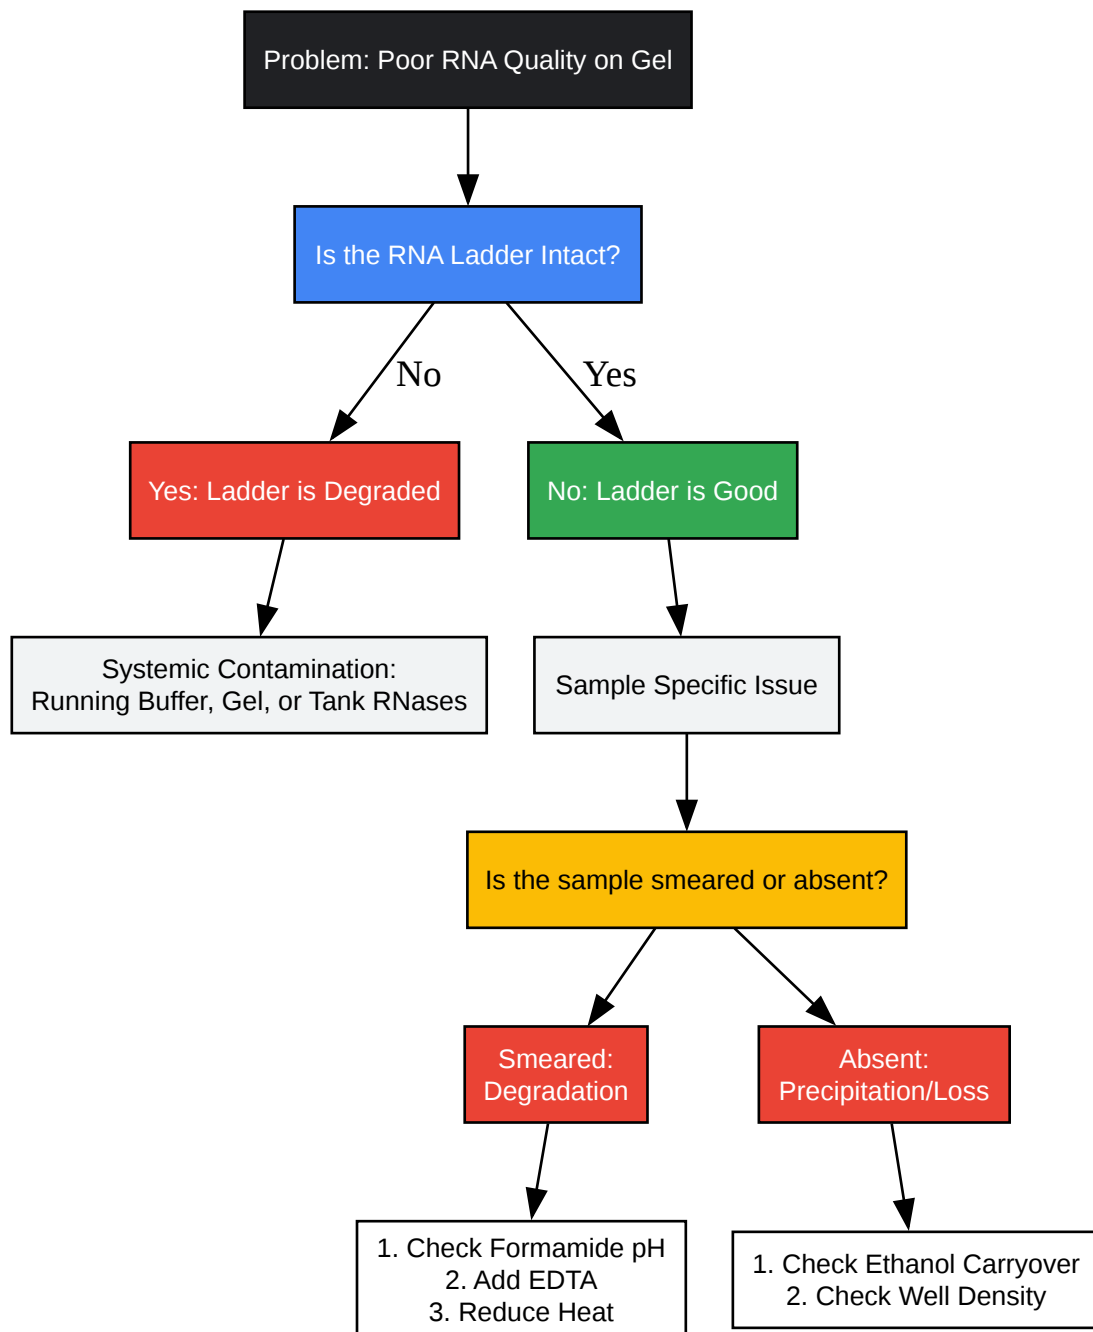 Problem: Poor RNA Quality on Gel
Is the RNA Ladder Intact?
No
Yes
Yes: Ladder is Degraded
No: Ladder is Good
Systemic Contamination:
Running Buffer, Gel, or Tank RNases
Sample Specific Issue
Is the sample smeared or absent?
Smeared:
Degradation
Absent:
Precipitation/Loss
1. Check Formamide pH
2. Add EDTA
3. Reduce Heat
1. Check Ethanol Carryover
2. Check Well Density